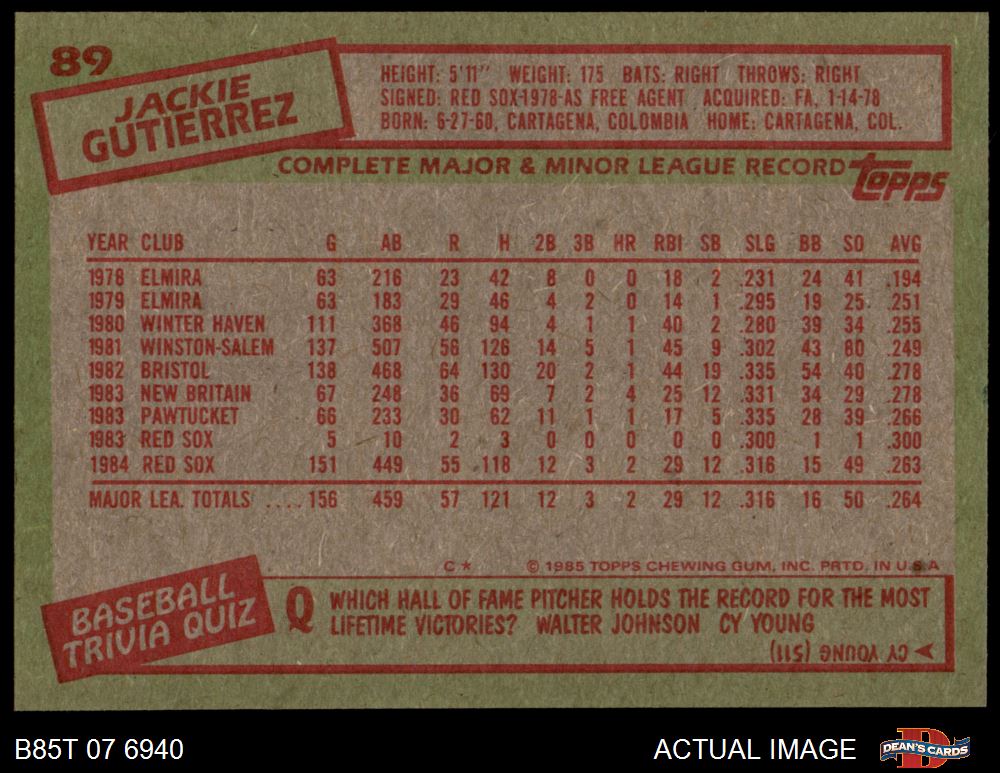 89
JACKIE
GUTIERREZ
HEIGHT: 5'11" WEIGHT: 175 BATS: RIGHT THROWS: RIGHT
SIGNED: RED SOX-1978-AS FREE AGENT ACQUIRED: FA, 1-14-78
BORN: 6-27-60, CARTAGENA, COLOMBIA HOME: CARTAGENA, COL.
COMPLETE MAJOR & MINOR LEAGUE RECORD topps
YEAR CLUB G AB R H 2B 3B HR RBI SB SLG BB SO AVG
1978 ELMIRA 63 216 23 42 8 0 0 18 2 .231 24 41 .194
1979 ELMIRA 63 183 29 46 4 2 0 14 1 .295 19 25 .251
1980 WINTER HAVEN 111 368 46 94 4 1 1 40 2 .280 39 34 .255
1981 WINSTON-SALEM 137 507 56 126 14 5 1 45 9 .302 43 80 .249
1982 BRISTOL 138 468 64 130 20 2 1 44 19 .335 54 40 .278
1983 NEW BRITAIN 67 248 36 69 7 2 4 25 12 .331 34 29 .278
1983 PAWTUCKET 66 233 30 62 11 1 1 17 5 .335 28 39 .266
1983 RED SOX 5 10 2 3 0 0 0 0 0 .300 1 1 .300
1984 RED SOX 151 449 55 118 12 3 2 29 12 .316 15 49 .263
MAJOR LEA. TOTALS .... 156 459 57 121 12 3 2 29 12 .316 16 50 .264
C* © 1985 TOPPS CHEWING GUM, INC. PRTD. IN U.S.A
BASEBALL
TRIVIA QUIZ
Q WHICH HALL OF FAME PITCHER HOLDS THE RECORD FOR THE MOST
LIFETIME VICTORIES? WALTER JOHNSON CY YOUNG
CY YOUNG (511)
B85T 07 6940
ACTUAL IMAGE
DEAN'S CARDS